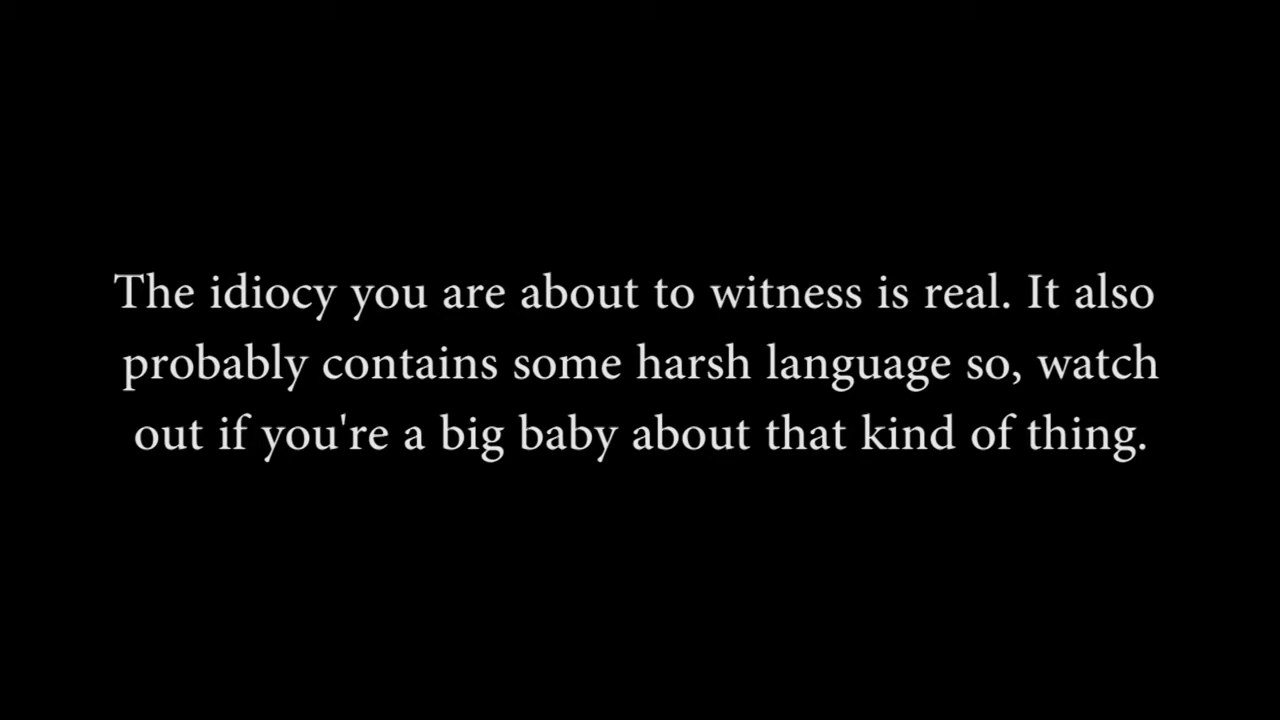 The idiocy you are about to witness is real. It also
probably contains some harsh language so, watch
out if you're a big baby about that kind of thing.